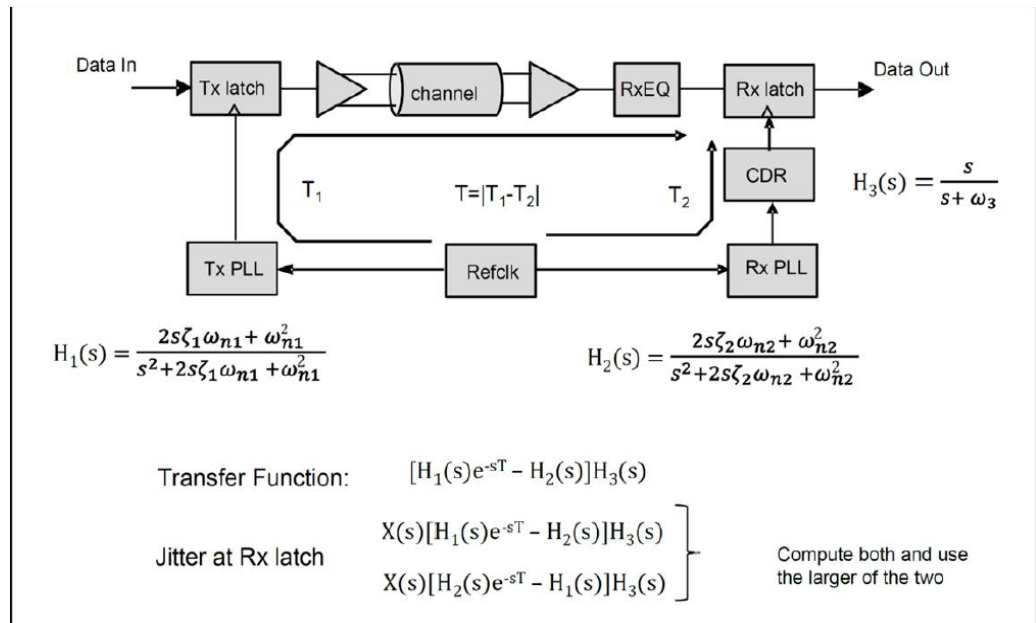 Data In
Tx latch
channel
RxEQ
Rx latch
Data Out
CDR
H₃(s) = s / (s + ω₃)
T₁
T=|T₁-T₂|
T₂
Tx PLL
Refclk
Rx PLL
H₁(s) = (2sζ₁ωₙ₁ + ω²ₙ₁) / (s²+2sζ₁ωₙ₁ +ω²ₙ₁)
H₂(s) = (2sζ₂ωₙ₂ + ω²ₙ₂) / (s²+2sζ₂ωₙ₂ +ω²ₙ₂)
Transfer Function: [H₁(s)e^-sT – H₂(s)]H₃(s)
X(s)[H₁(s)e^-sT – H₂(s)]H₃(s)
Jitter at Rx latch
X(s)[H₂(s)e^-sT – H₁(s)]H₃(s)
Compute both and use
the larger of the two